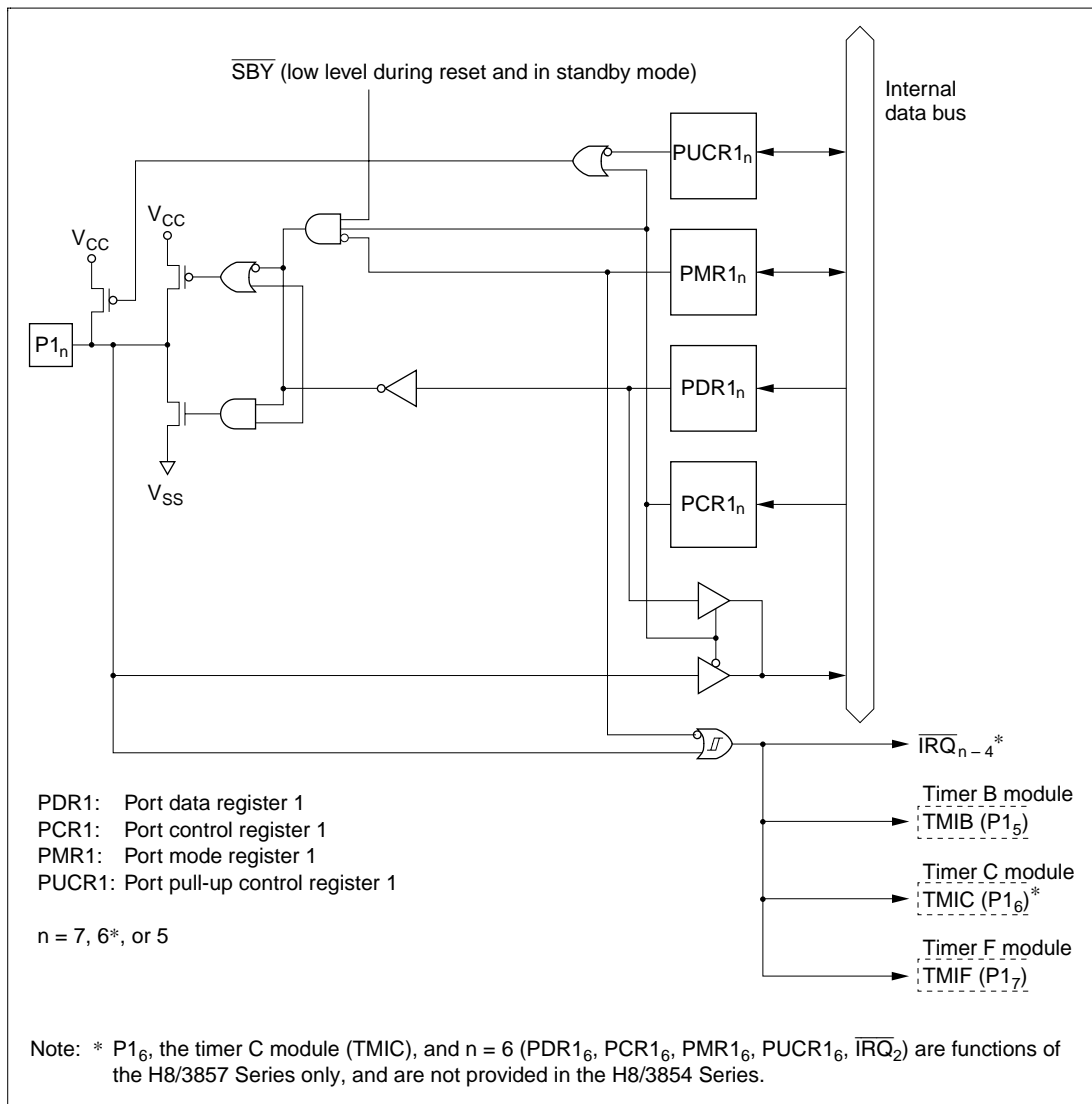 SBY (low level during reset and in standby mode)
Internal
data bus
PUCR1n
VCC
VCC
PMR1n
P1n
PDR1n
VSS
PCR1n
IRQn – 4*
PDR1: Port data register 1
PCR1: Port control register 1
PMR1: Port mode register 1
PUCR1: Port pull-up control register 1
n = 7, 6*, or 5
Timer B module
TMIB (P15)
Timer C module
TMIC (P16)*
Timer F module
TMIF (P17)
Note: * P16, the timer C module (TMIC), and n = 6 (PDR16, PCR16, PMR16, PUCR16, IRQ2) are functions of
the H8/3857 Series only, and are not provided in the H8/3854 Series.